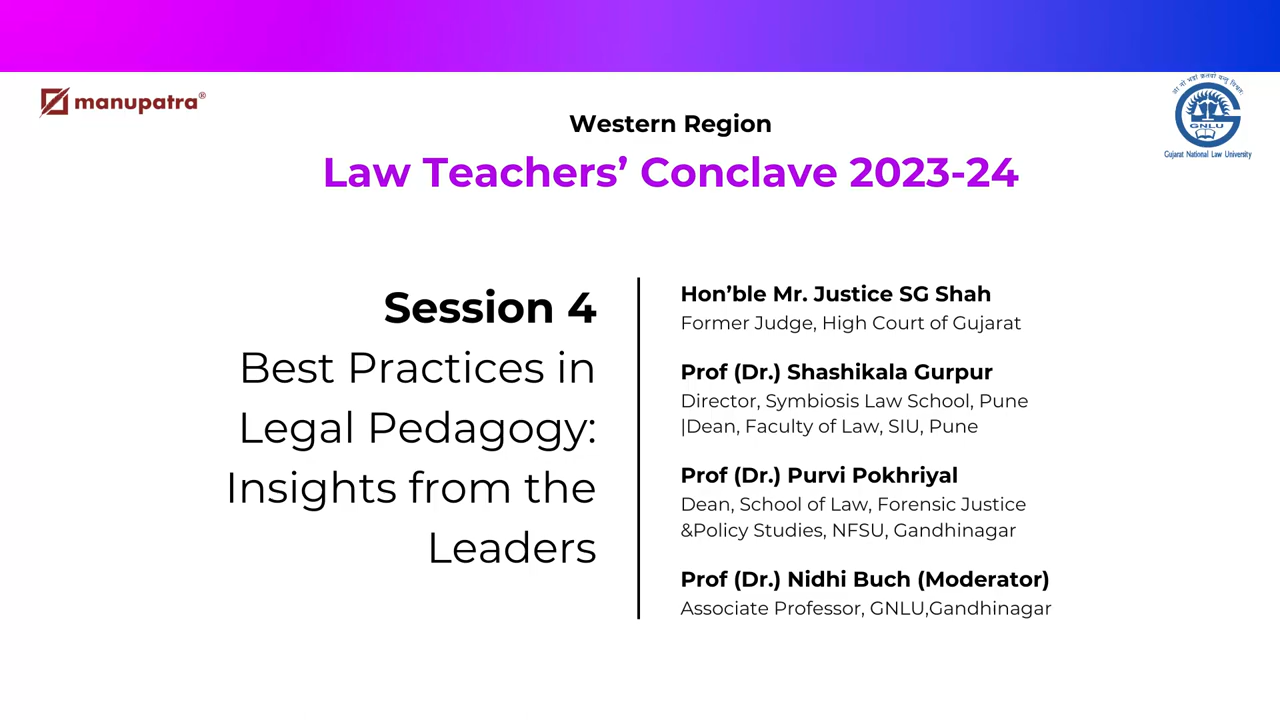 manupatra®
Western Region
Law Teachers’ Conclave 2023-24
GNLU
Gujarat National Law University
Session 4
Best Practices in
Legal Pedagogy:
Insights from the
Leaders
Hon’ble Mr. Justice SG Shah
Former Judge, High Court of Gujarat
Prof (Dr.) Shashikala Gurpur
Director, Symbiosis Law School, Pune
|Dean, Faculty of Law, SIU, Pune
Prof (Dr.) Purvi Pokhriyal
Dean, School of Law, Forensic Justice
&Policy Studies, NFSU, Gandhinagar
Prof (Dr.) Nidhi Buch (Moderator)
Associate Professor, GNLU,Gandhinagar